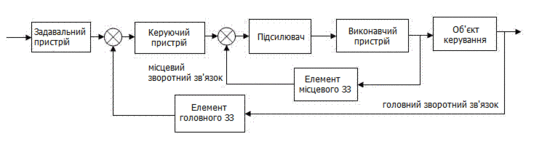 Задавальний
пристрій
Керуючий
пристрій
Підсилювач
Виконавчий
пристрій
Об'єкт
керування
місцевий
зворотний зв'язок
Елемент
місцевого ЗЗ
Елемент
головного ЗЗ
головний зворотний зв'язок